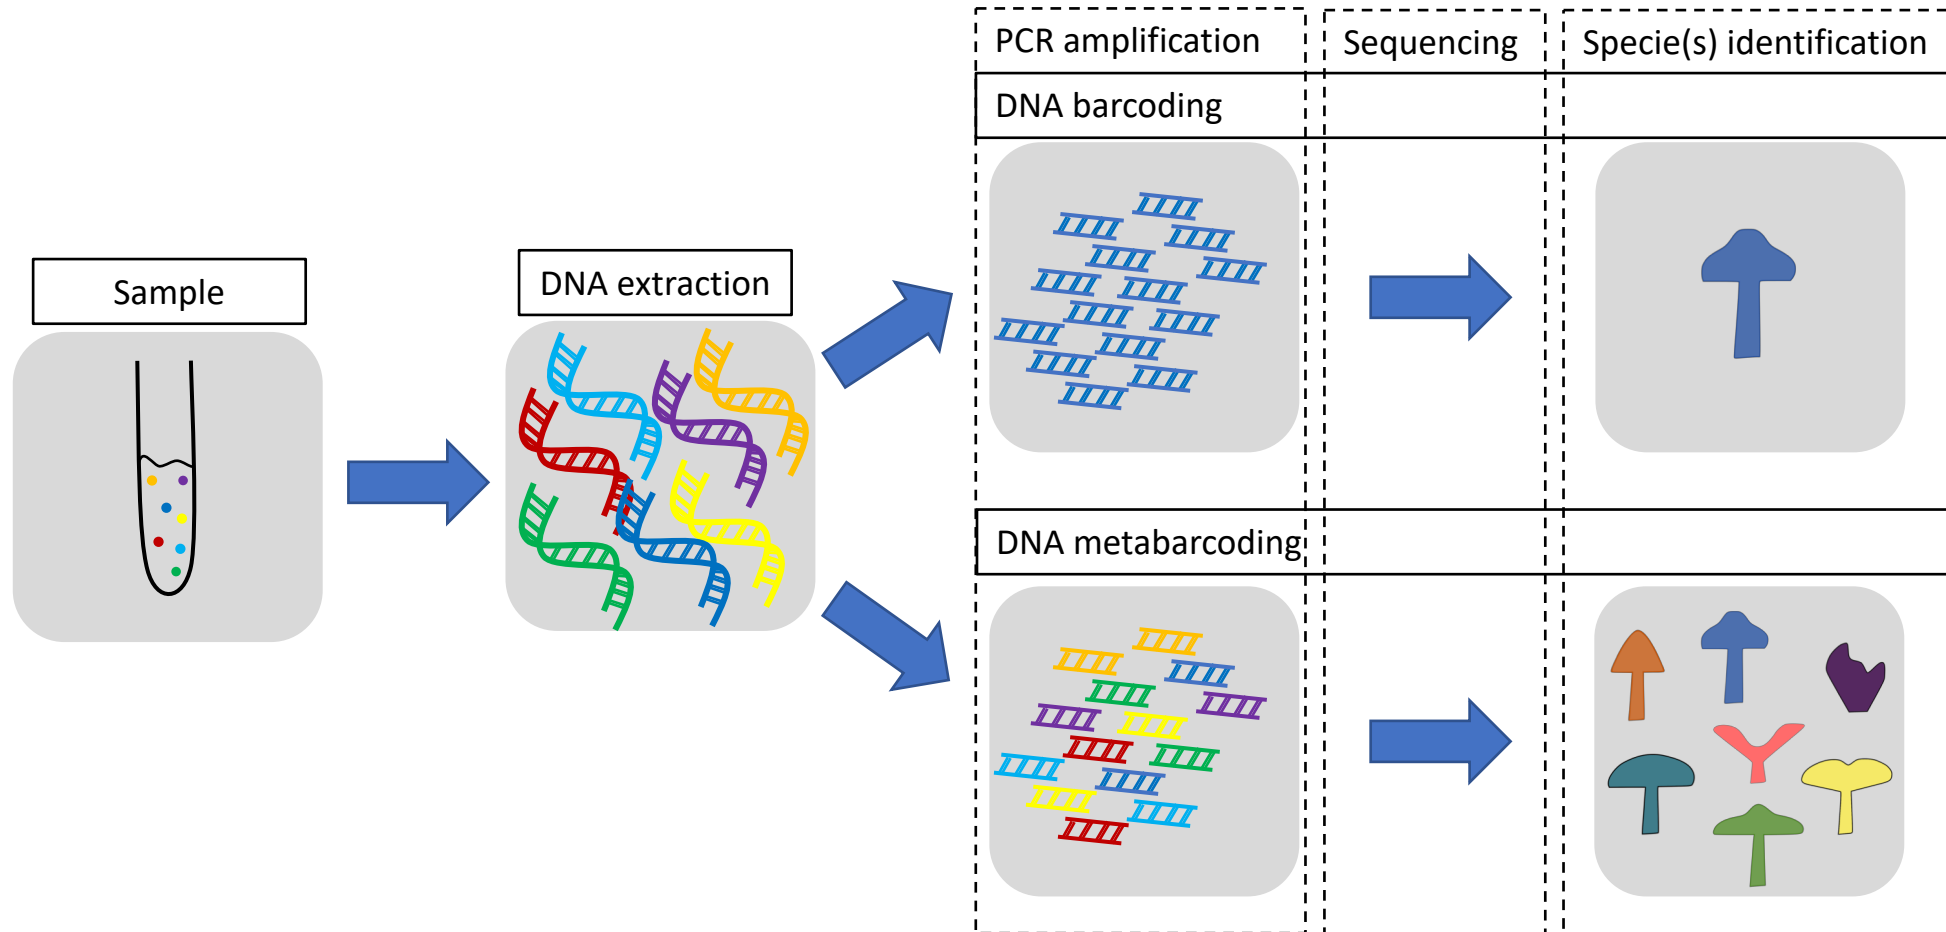 PCR amplification
Sequencing
Specie(s) identification
DNA barcoding
Sample
DNA extraction
DNA metabarcoding